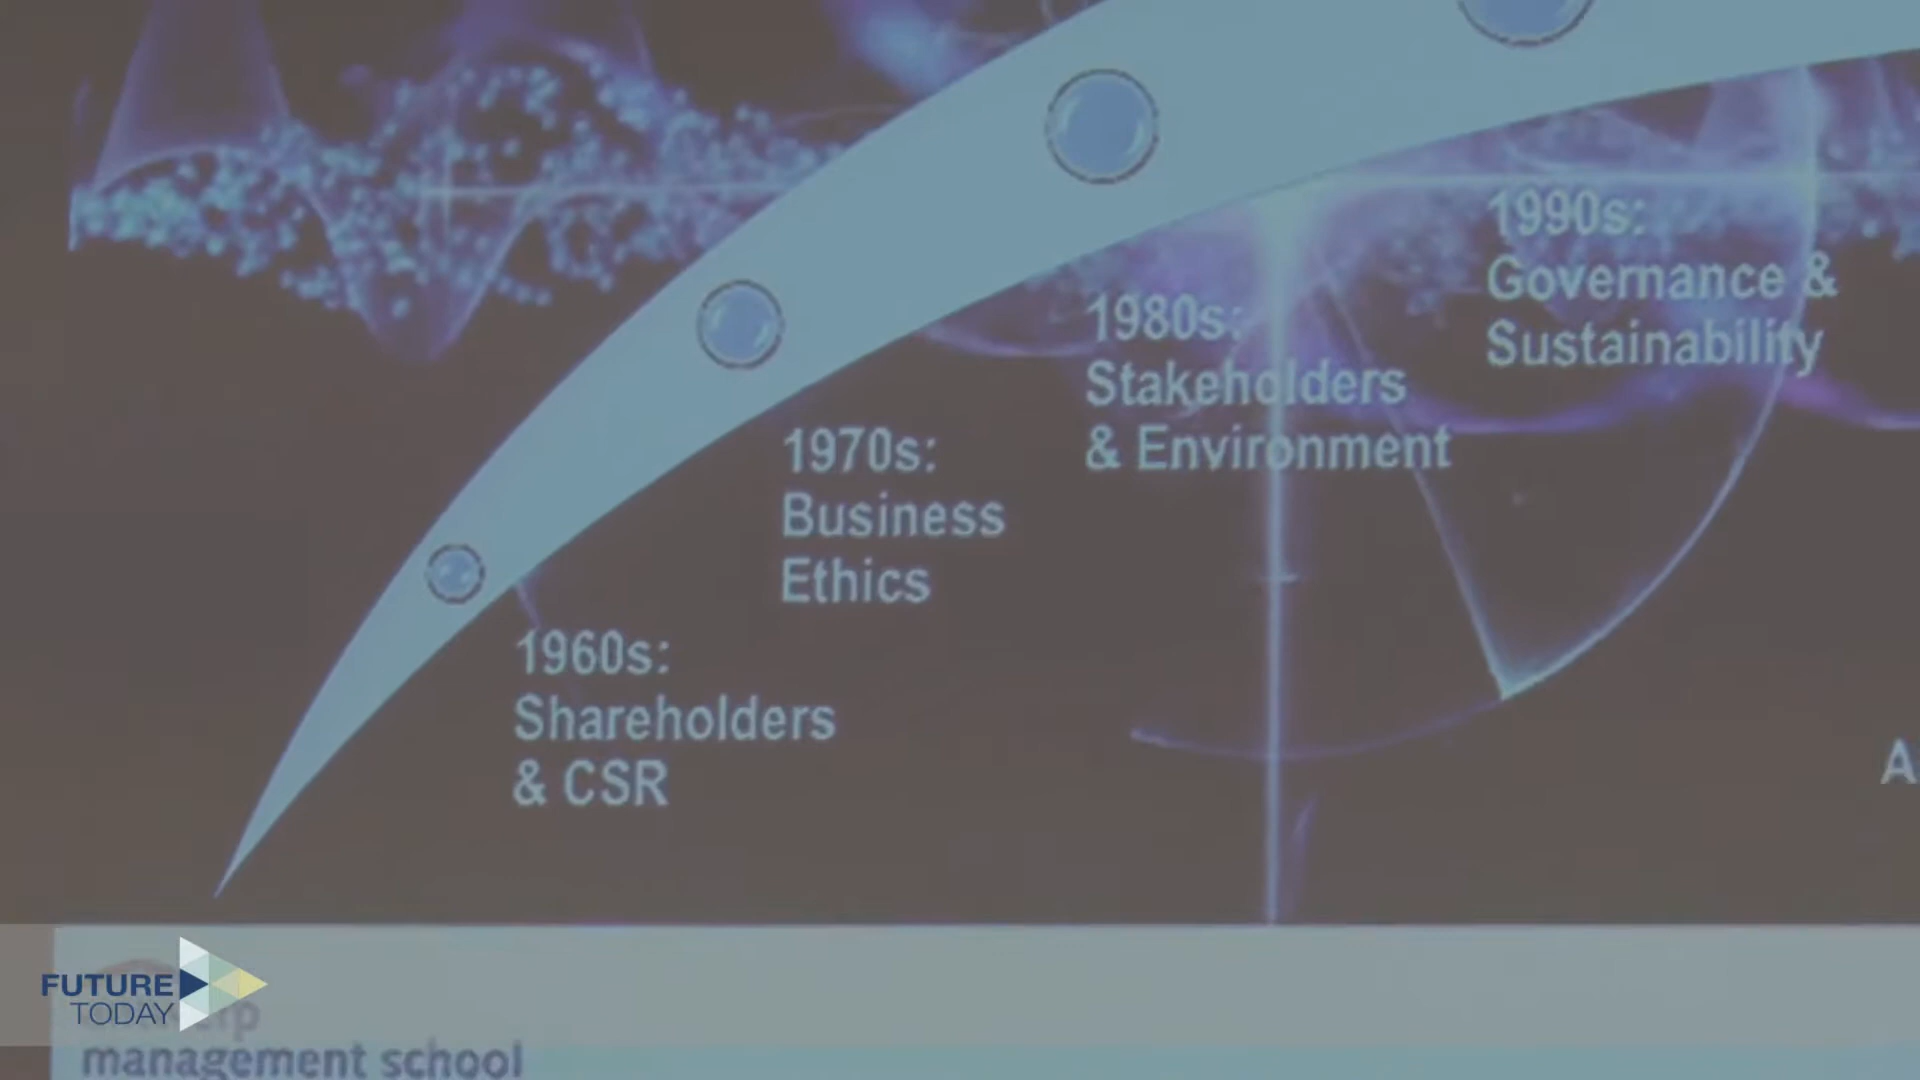 1990s:
Governance &
Sustainability
1980s:
Stakeholders
& Environment
1970s:
Business
Ethics
1960s:
Shareholders
& CSR
A
FUTURE
TODAY
management school